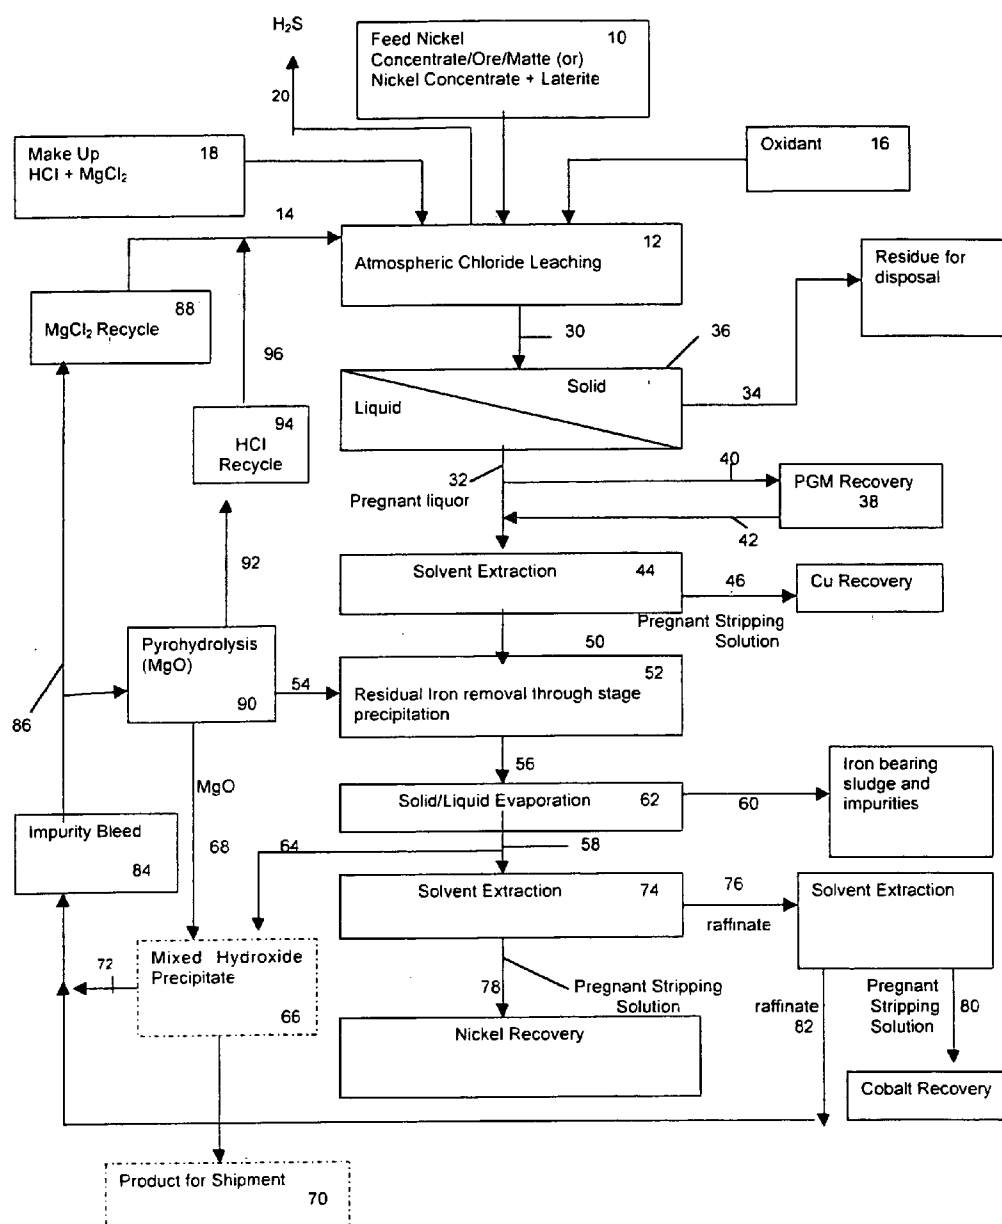 H₂S
Feed Nickel 10
Concentrate/Ore/Matte (or)
Nickel Concentrate + Laterite
20
Make Up 18
HCl + MgCl₂
Oxidant 16
14
12
Atmospheric Chloride Leaching
Residue for
disposal
88
MgCl₂ Recycle
30
36
96
Solid
Liquid
34
94
HCl
Recycle
32
Pregnant liquor
40
PGM Recovery
38
42
92
Solvent Extraction 44
46
Cu Recovery
Pregnant Stripping
Solution
50
Pyrohydrolysis
(MgO)
90
54
52
Residual Iron removal through stage
precipitation
86
56
MgO
Solid/Liquid Evaporation 62
60
Iron bearing
sludge and
impurities
Impurity Bleed
84
68
64
58
Solvent Extraction 74
76
raffinate
Solvent Extraction
72
Mixed Hydroxide
Precipitate
66
78
Pregnant Stripping
Solution
raffinate
82
Pregnant
Stripping
Solution
80
Nickel Recovery
Cobalt Recovery
Product for Shipment
70